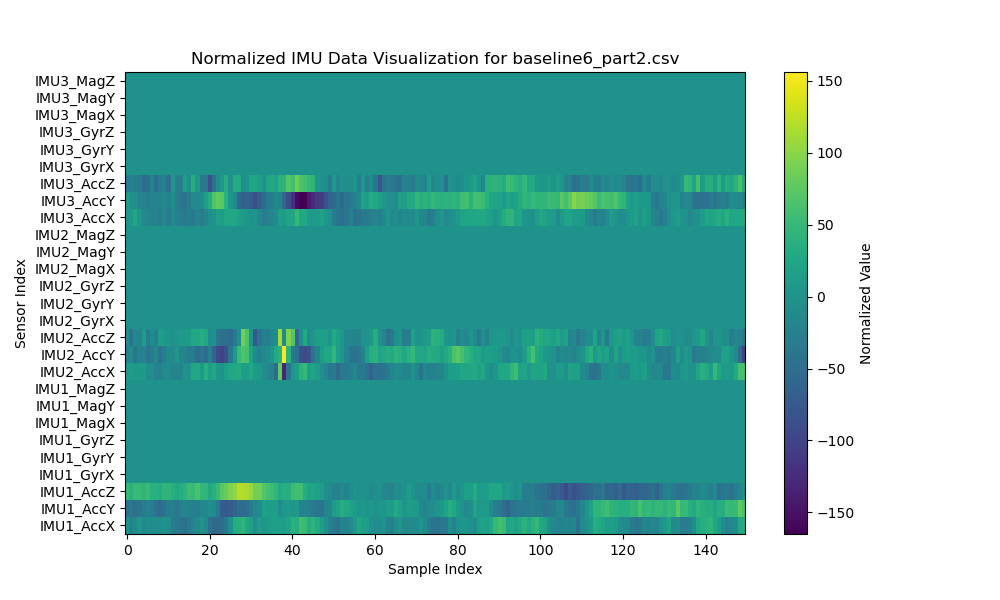 Normalized IMU Data Visualization for baseline6_part2.csv
IMU3_MagZ
IMU3_MagY
IMU3_MagX
IMU3_GyrZ
IMU3_GyrY
IMU3_GyrX
IMU3_AccZ
IMU3_AccY
IMU3_AccX
IMU2_MagZ
IMU2_MagY
IMU2_MagX
IMU2_GyrZ
IMU2_GyrY
IMU2_GyrX
IMU2_AccZ
IMU2_AccY
IMU2_AccX
IMU1_MagZ
IMU1_MagY
IMU1_MagX
IMU1_GyrZ
IMU1_GyrY
IMU1_GyrX
IMU1_AccZ
IMU1_AccY
IMU1_AccX
Sensor Index
0 20 40 60 80 100 120 140
Sample Index
150
100
50
0
−50
−100
−150
Normalized Value